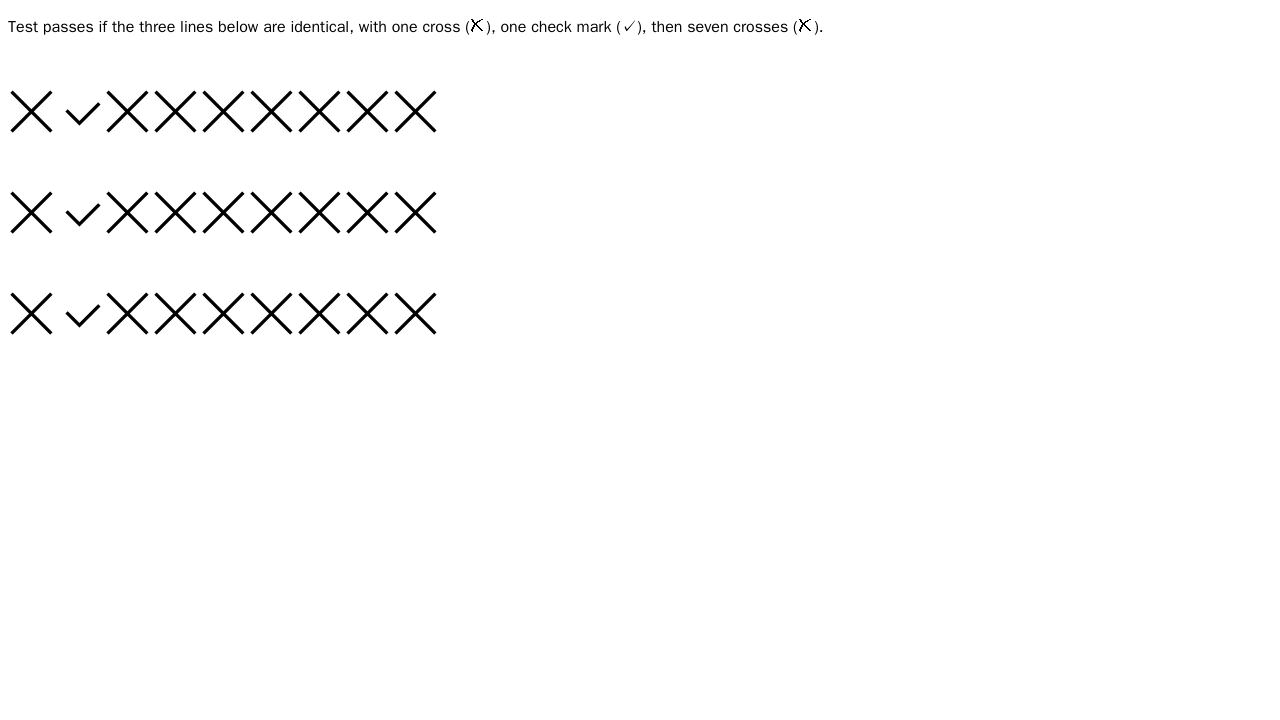 Test passes if the three lines below are identical, with one cross (☓), one check mark (✓), then seven crosses (☓).
☓✓☓☓☓☓☓☓☓
☓✓☓☓☓☓☓☓☓
☓✓☓☓☓☓☓☓☓